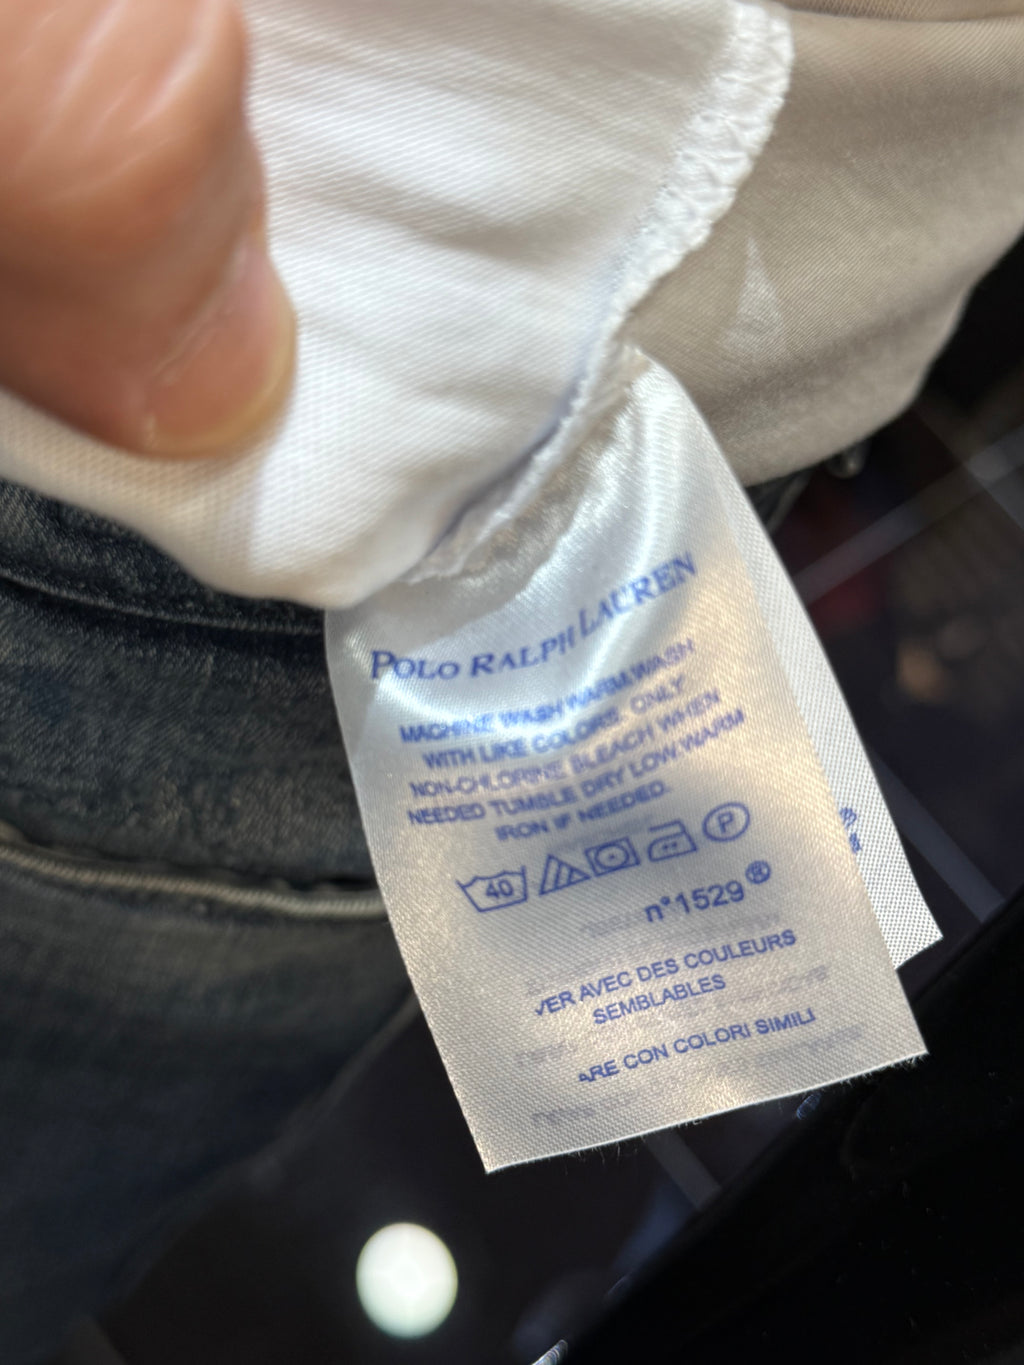 POLO RALPH LAUREN
MACHINE WASH WARM WASH
WITH LIKE COLORS. ONLY
NON-CHLORINE BLEACH WHEN
NEEDED TUMBLE DRY LOW.WARM
IRON IF NEEDED.
40 P
n°1529®
VER AVEC DES COULEURS
SEMBLABLES
ARE CON COLORI SIMILI